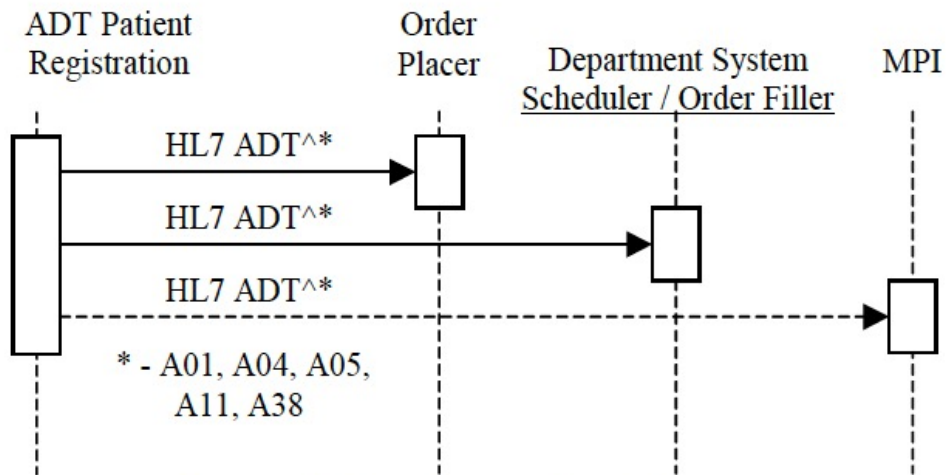 ADT Patient
Registration
Order
Placer
Department System
Scheduler / Order Filler
MPI
HL7 ADT^*
HL7 ADT^*
HL7 ADT^*
* - A01, A04, A05,
A11, A38